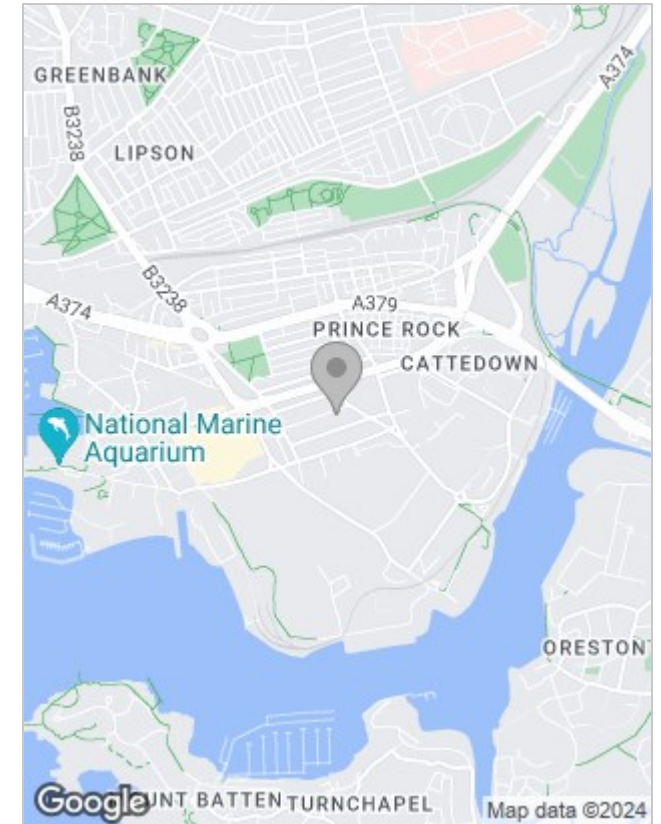 GREENBANK
A374
B3238
LIPSON
B3238
A374
A379
PRINCE ROCK
CATTEDOWN
National Marine
Aquarium
ORESTON
Google
UNT BATTEN
TURNCHAPEL
Map data ©2024